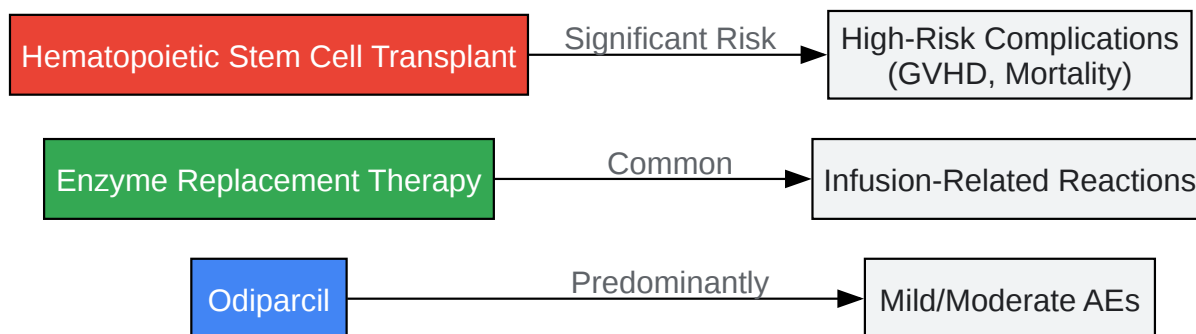 Hematopoietic Stem Cell Transplant
Significant Risk
High-Risk Complications
(GVHD, Mortality)
Enzyme Replacement Therapy
Common
Infusion-Related Reactions
Odiparcil
Predominantly
Mild/Moderate AEs